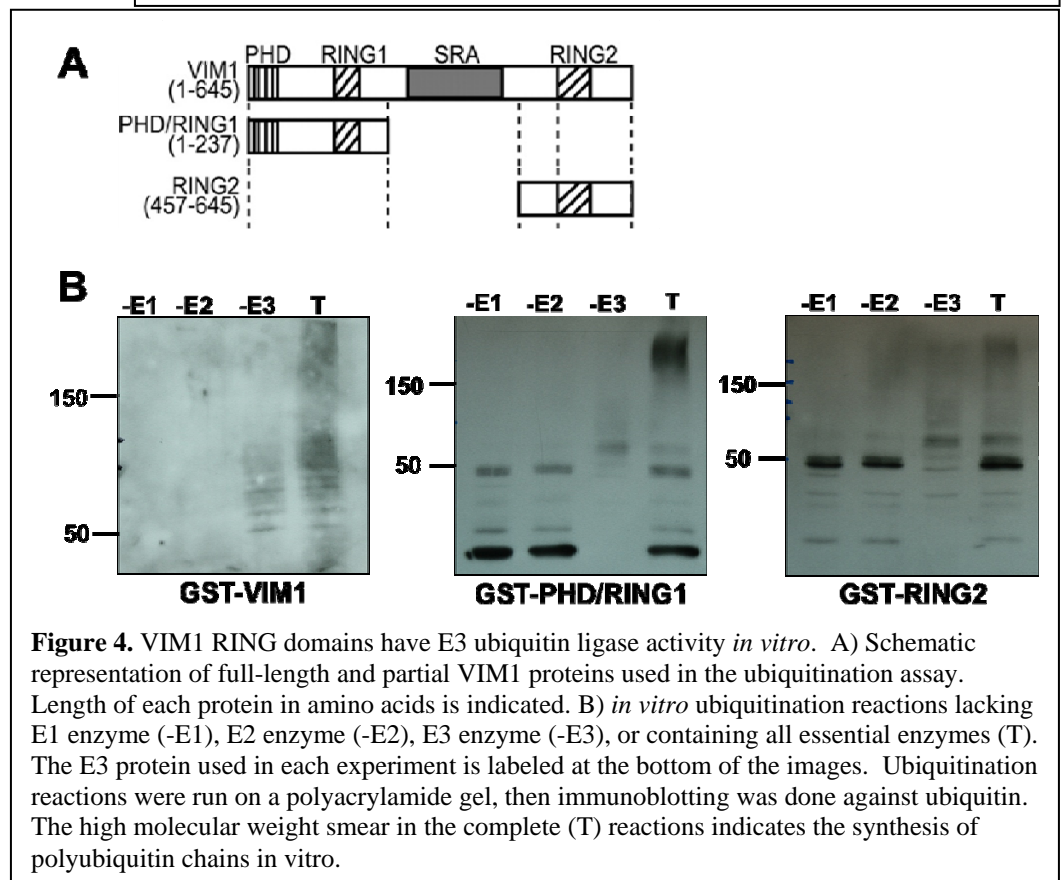 A
PHD RING1 SRA RING2
VIM1
(1-645)
PHD/RING1
(1-237)
RING2
(457-645)
B
-E1 -E2 -E3 T
150
50
GST-VIM1
-E1 -E2 -E3 T
150
50
GST-PHD/RING1
-E1 -E2 -E3 T
150
50
GST-RING2
Figure 4. VIM1 RING domains have E3 ubiquitin ligase activity in vitro. A) Schematic
representation of full-length and partial VIM1 proteins used in the ubiquitination assay.
Length of each protein in amino acids is indicated. B) in vitro ubiquitination reactions lacking
E1 enzyme (-E1), E2 enzyme (-E2), E3 enzyme (-E3), or containing all essential enzymes (T).
The E3 protein used in each experiment is labeled at the bottom of the images. Ubiquitination
reactions were run on a polyacrylamide gel, then immunoblotting was done against ubiquitin.
The high molecular weight smear in the complete (T) reactions indicates the synthesis of
polyubiquitin chains in vitro.